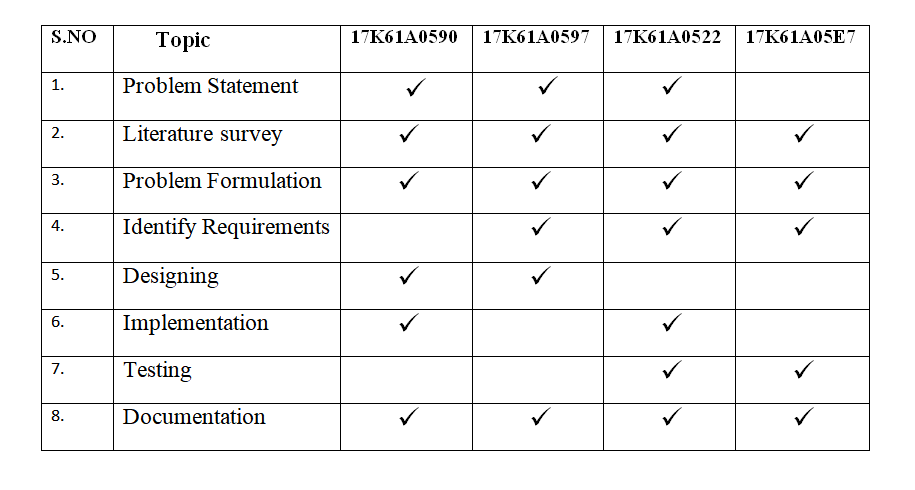 S.NO Topic 17K61A0590 17K61A0597 17K61A0522 17K61A05E7
1. Problem Statement ✓ ✓ ✓
2. Literature survey ✓ ✓ ✓ ✓
3. Problem Formulation ✓ ✓ ✓ ✓
4. Identify Requirements ✓ ✓ ✓
5. Designing ✓ ✓
6. Implementation ✓ ✓
7. Testing ✓ ✓
8. Documentation ✓ ✓ ✓ ✓